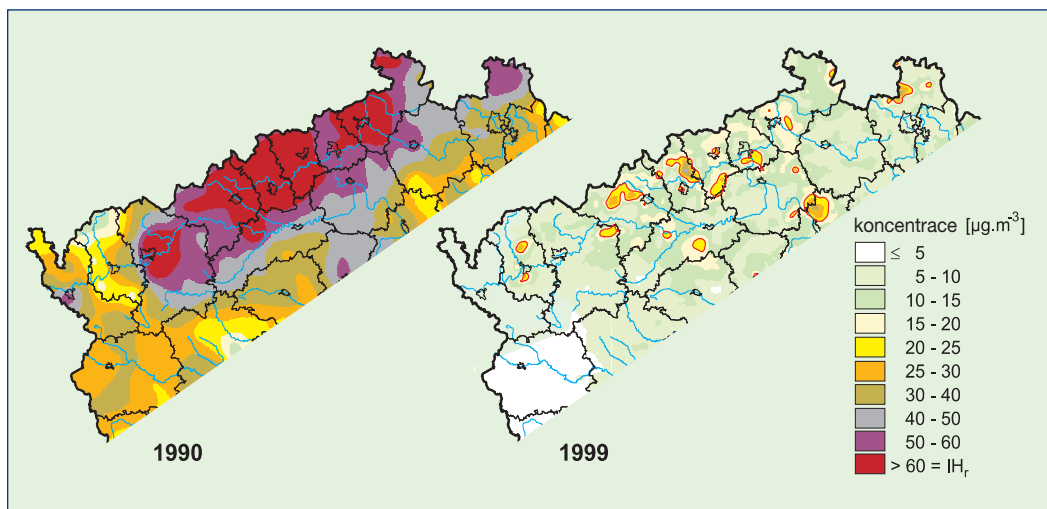 koncentrace [µg.m⁻³]
≤ 5
5 - 10
10 - 15
15 - 20
20 - 25
25 - 30
30 - 40
40 - 50
50 - 60
> 60 = IHᵣ
1990
1999